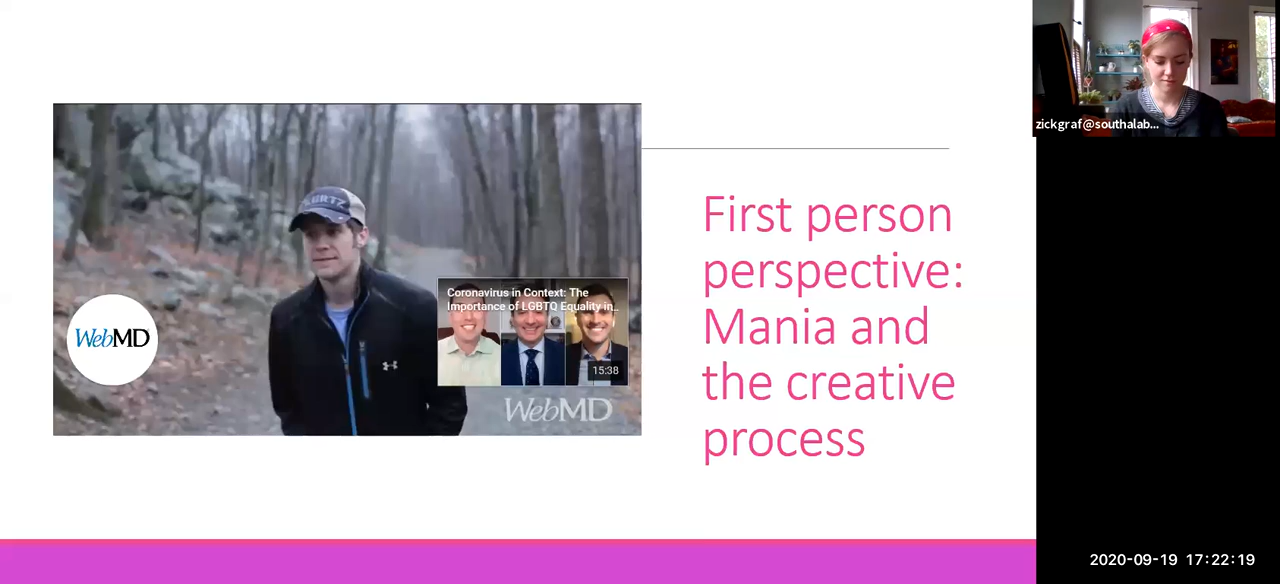 First person
perspective:
Mania and
the creative
process
Coronavirus in Context: The
Importance of LGBTQ Equality in...
15:38
WebMD
WebMD
zickgraf@southalab...
2020-09-19 17:22:19